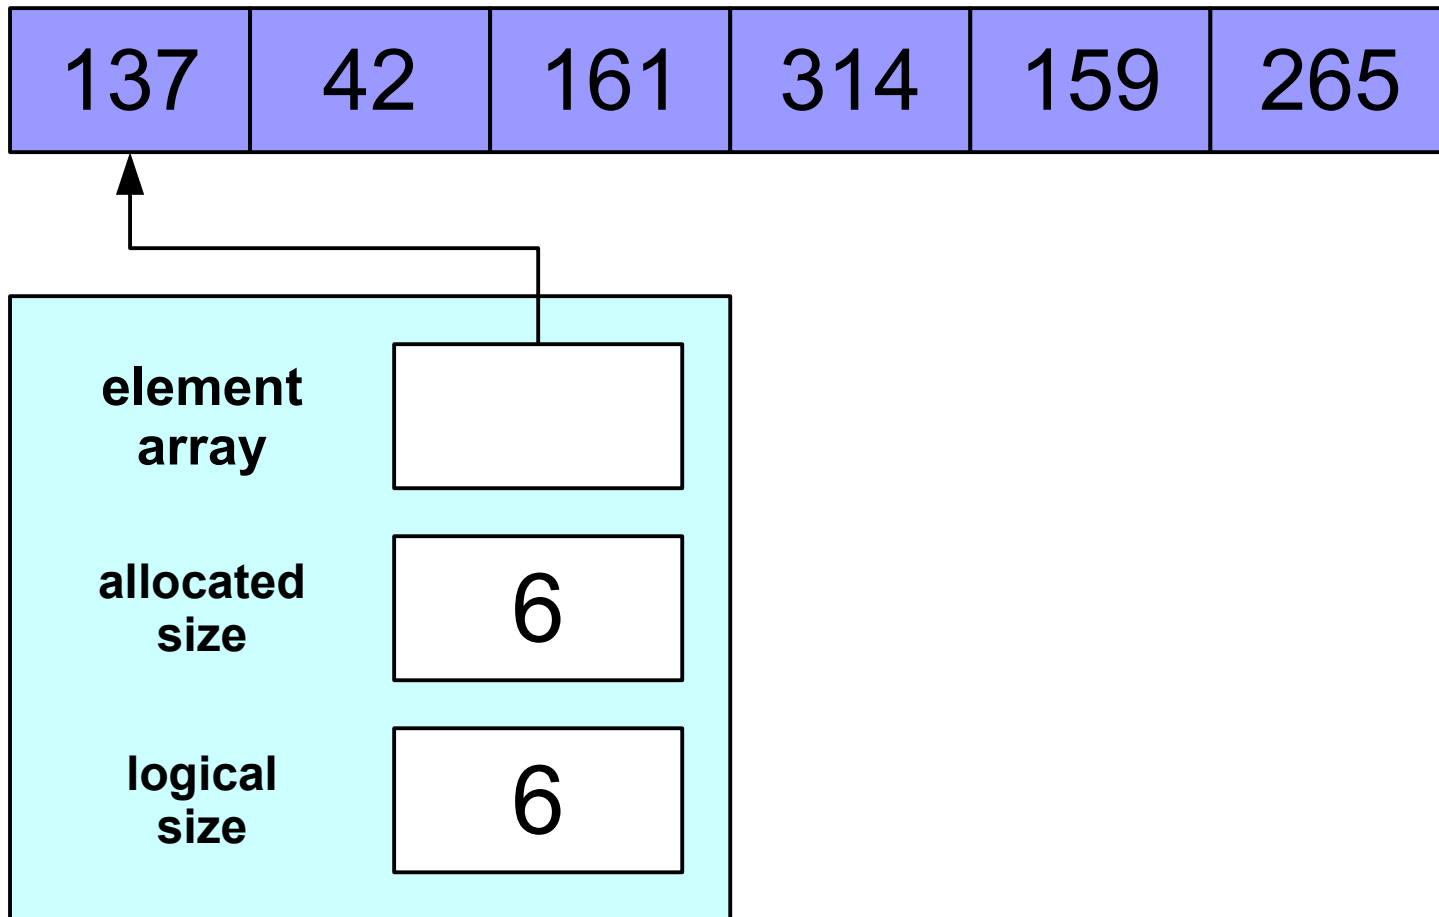 137 42 161 314 159 265
element
array
allocated
size
6
logical
size
6